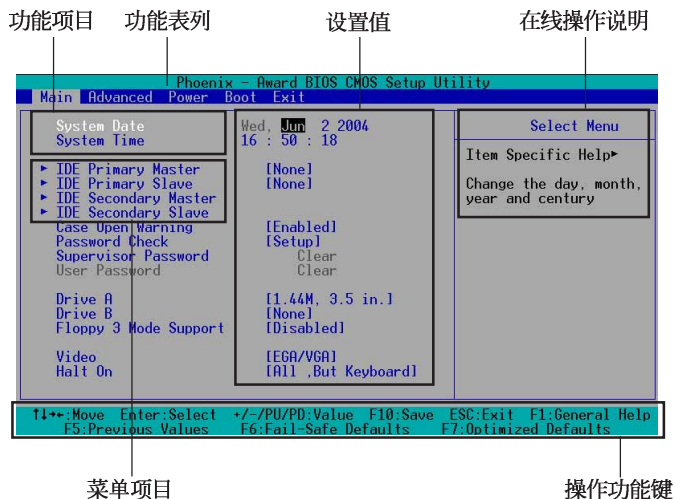 功能项目 功能表列 设置值 在线操作说明
Phoenix - Award BIOS CMOS Setup Utility
Main Advanced Power Boot Exit
System Date Wed, Jun 2 2004 Select Menu
System Time 16 : 50 : 18
Item Specific Help▸
▸ IDE Primary Master [None]
▸ IDE Primary Slave [None] Change the day, month,
▸ IDE Secondary Master year and century
▸ IDE Secondary Slave
Case Open Warning [Enabled]
Password Check [Setup]
Supervisor Password Clear
User Password Clear
Drive A [1.44M, 3.5 in.]
Drive B [None]
Floppy 3 Mode Support [Disabled]
Video [EGA/VGA]
Halt On [All ,But Keyboard]
↑↓→←:Move Enter:Select +/-/PU/PD:Value F10:Save ESC:Exit F1:General Help
F5:Previous Values F6:Fail-Safe Defaults F7:Optimized Defaults
菜单项目 操作功能键